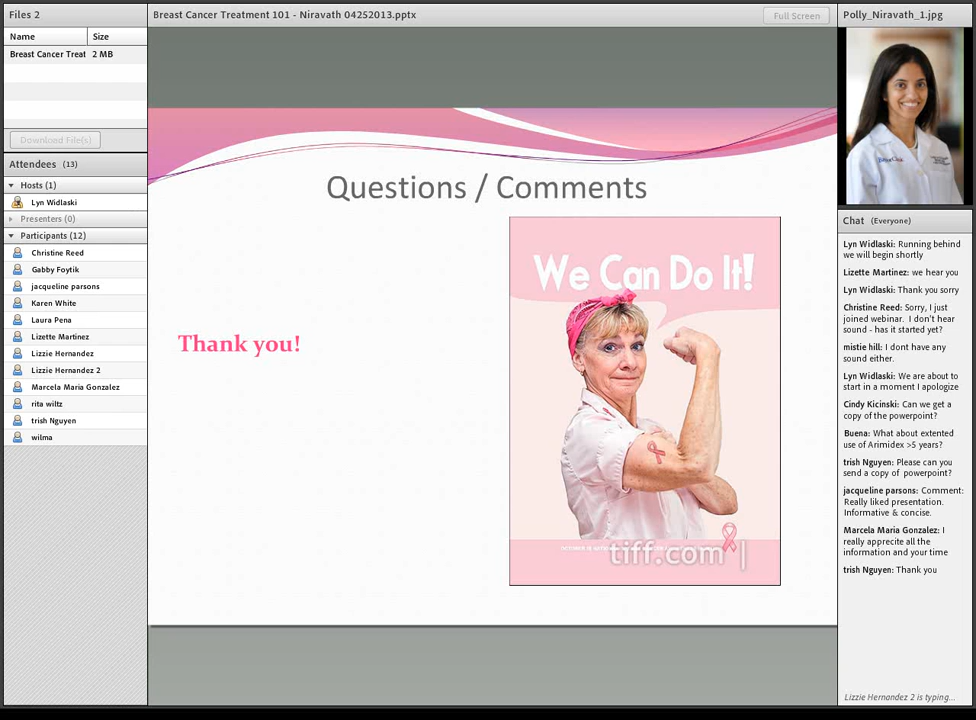 Files 2
Name Size
Breast Cancer Treat 2 MB
Download File(s)
Attendees (13)
Hosts (1)
Lyn Widlaski
Presenters (0)
Participants (12)
Christine Reed
Gabby Foytik
jacqueline parsons
Karen White
Laura Pena
Lizette Martinez
Lizzie Hernandez
Lizzie Hernandez 2
Marcela Maria Gonzalez
rita wiltz
trish Nguyen
wilma
Breast Cancer Treatment 101 - Niravath 04252013.pptx
Full Screen
Questions / Comments
Thank you!
We Can Do It!
tiff.com |
Polly_Niravath_1.jpg
Chat (Everyone)
Lyn Widlaski: Running behind
we will begin shortly
Lizette Martinez: we hear you
Lyn Widlaski: Thank you sorry
Christine Reed: Sorry, I just
joined webinar. I don't hear
sound - has it started yet?
mistie hill: I dont have any
sound either.
Lyn Widlaski: We are about to
start in a moment I apologize
Cindy Kicinski: Can we get a
copy of the powerpoint?
Buena: What about extented
use of Arimidex >5 years?
trish Nguyen: Please can you
send a copy of powerpoint?
jacqueline parsons: Comment:
Really liked presentation.
Informative & concise.
Marcela Maria Gonzalez: I
really apprecite all the
information and your time
trish Nguyen: Thank you
Lizzie Hernandez 2 is typing...